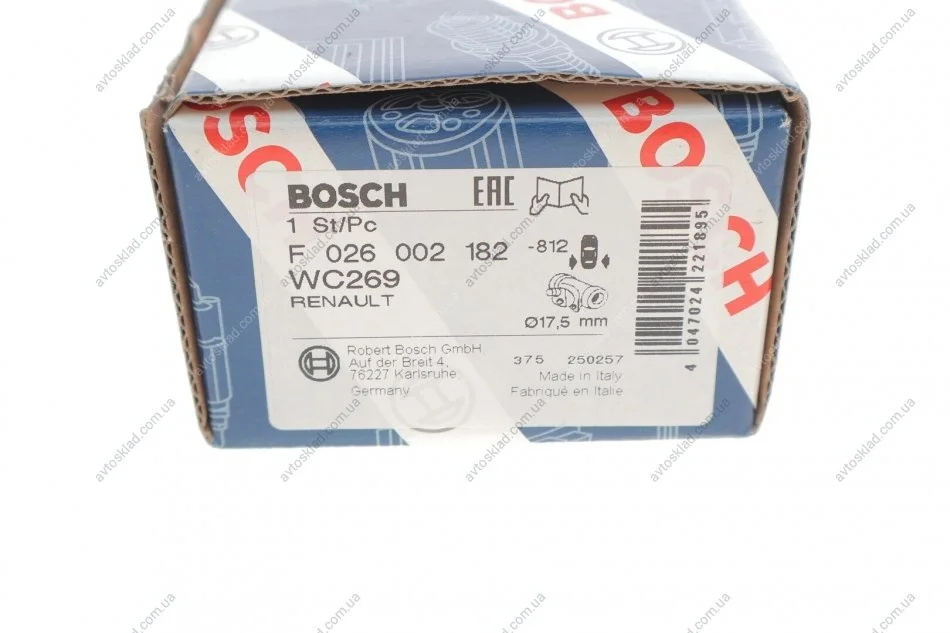 BOSCH
BOSCH
BOSCH
EAC
1 St/Pc
F 026 002 182 -812
WC269
RENAULT
Ø17,5 mm
4 047024 221895
Robert Bosch GmbH
Auf der Breit 4,
76227 Karlsruhe,
Germany
375 250257
Made in Italy
Fabriqué en Italie
avtosklad.com.ua